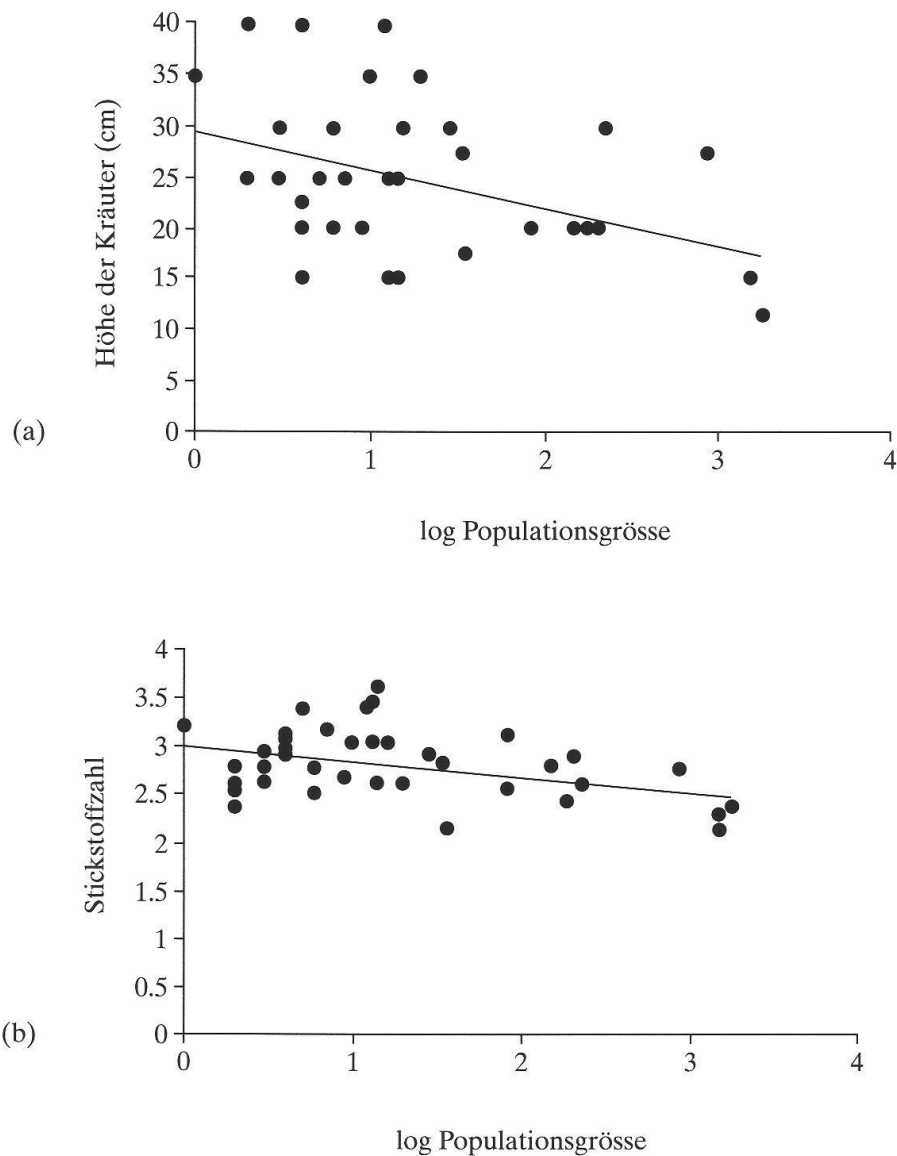 40
35
30
25
20
15
10
5
0
Höhe der Kräuter (cm)
(a)
0 1 2 3 4
log Populationsgrösse
4
3.5
3
2.5
2
1.5
1
0.5
0
Stickstoffzahl
(b)
0 1 2 3 4
log Populationsgrösse